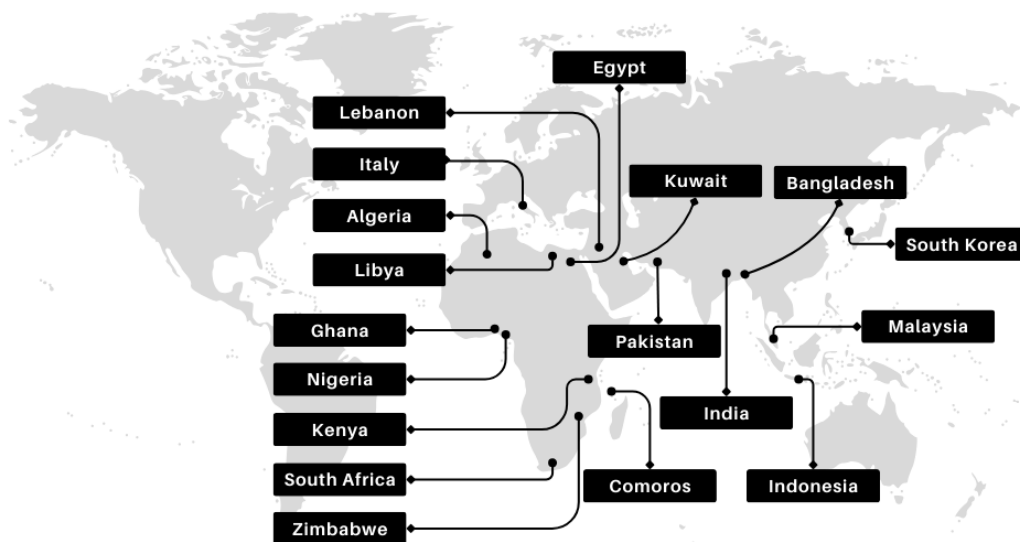 Egypt
Lebanon
Italy
Kuwait
Bangladesh
Algeria
South Korea
Libya
Ghana
Malaysia
Pakistan
Nigeria
India
Kenya
South Africa
Comoros
Indonesia
Zimbabwe